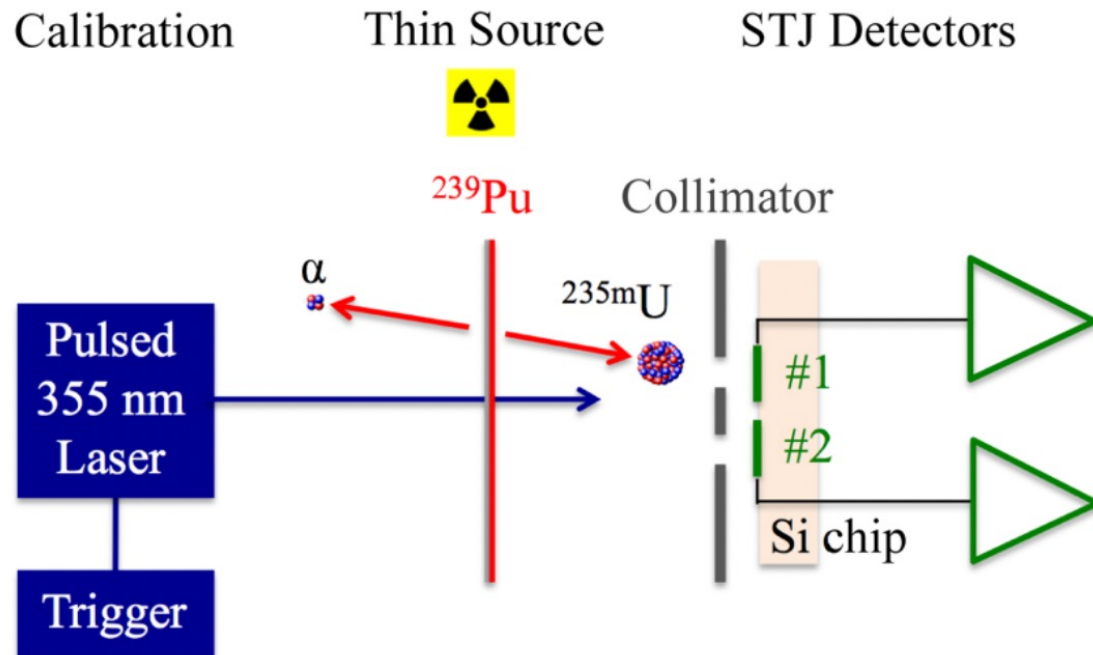 Calibration
Thin Source
STJ Detectors
²³⁹Pu
Collimator
α
²³⁵ᵐU
Pulsed
355 nm
Laser
#1
#2
Si chip
Trigger